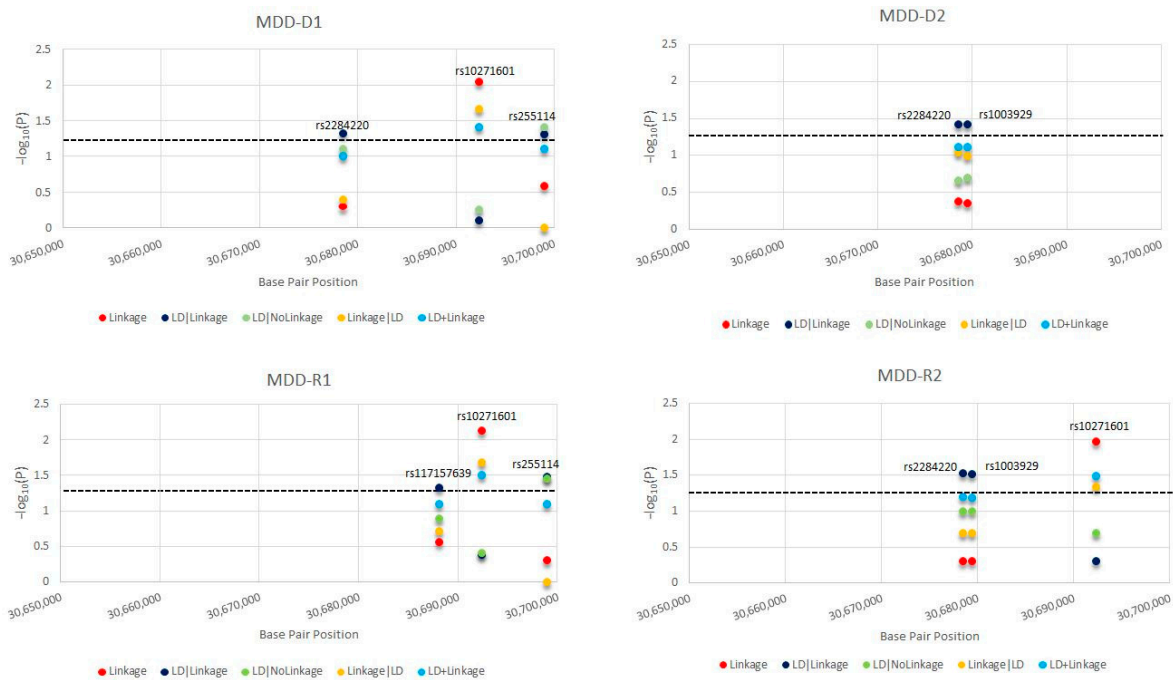 MDD-D1
2.5
2
1.5
1
0.5
0
−log10(P)
rs2284220
rs10271601
rs255114
30,650,000
30,660,000
30,670,000
30,680,000
30,690,000
30,700,000
Base Pair Position
Linkage LD|Linkage LD|NoLinkage Linkage|LD LD+Linkage
MDD-D2
2.5
2
1.5
1
0.5
0
−log10(P)
rs2284220
rs1003929
30,650,000
30,660,000
30,670,000
30,680,000
30,690,000
30,700,000
Base Pair Position
Linkage LD|Linkage LD|NoLinkage Linkage|LD LD+Linkage
MDD-R1
2.5
2
1.5
1
0.5
0
−log10(P)
rs117157639
rs10271601
rs255114
30,650,000
30,660,000
30,670,000
30,680,000
30,690,000
30,700,000
Base Pair Position
Linkage LD|Linkage LD|NoLinkage Linkage|LD LD+Linkage
MDD-R2
2.5
2
1.5
1
0.5
0
−log10(P)
rs2284220
rs1003929
rs10271601
30,650,000
30,660,000
30,670,000
30,680,000
30,690,000
30,700,000
Base Pair Position
Linkage LD|Linkage LD|NoLinkage Linkage|LD LD+Linkage